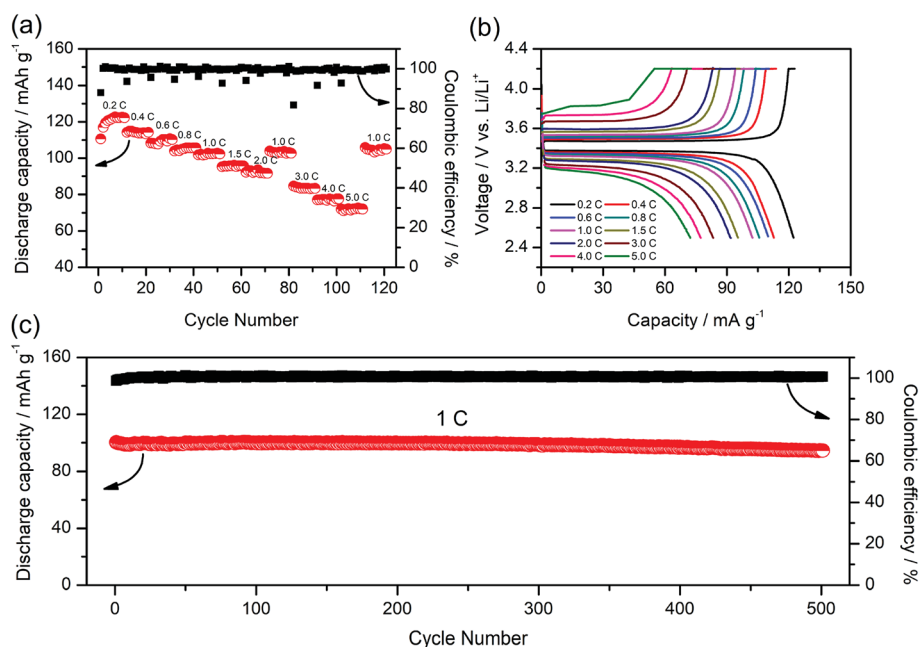 (a)
160
140
120
100
80
60
40
0
20
40
60
80
100
120
100
80
60
40
20
0
Discharge capacity / mAh g⁻¹
Coulombic efficiency / %
Cycle Number
0.2 C
0.4 C
0.6 C
0.8 C
1.0 C
1.5 C
2.0 C
1.0 C
3.0 C
4.0 C
5.0 C
1.0 C
(b)
4.4
4.0
3.6
3.2
2.8
2.4
0
30
60
90
120
150
Voltage / V vs. Li/Li⁺
Capacity / mA g⁻¹
0.2 C 0.4 C
0.6 C 0.8 C
1.0 C 1.5 C
2.0 C 3.0 C
4.0 C 5.0 C
(c)
160
120
80
40
0
0
100
200
300
400
500
100
80
60
40
20
0
Discharge capacity / mAh g⁻¹
Coulombic efficiency / %
1 C
Cycle Number